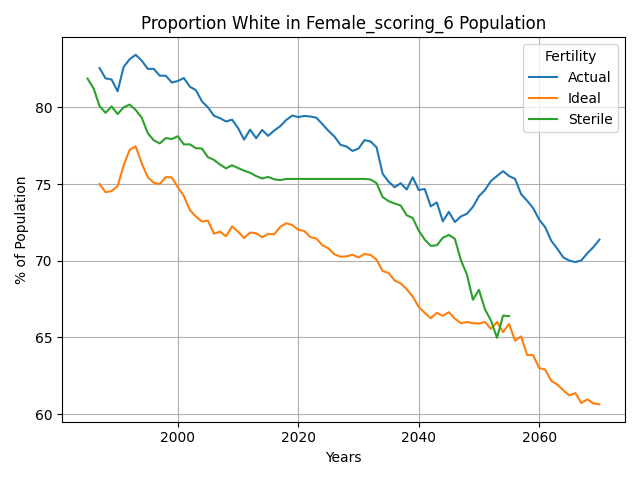 Proportion White in Female_scoring_6 Population
Fertility
Actual
Ideal
Sterile
% of Population
80
75
70
65
60
2000
2020
2040
2060
Years